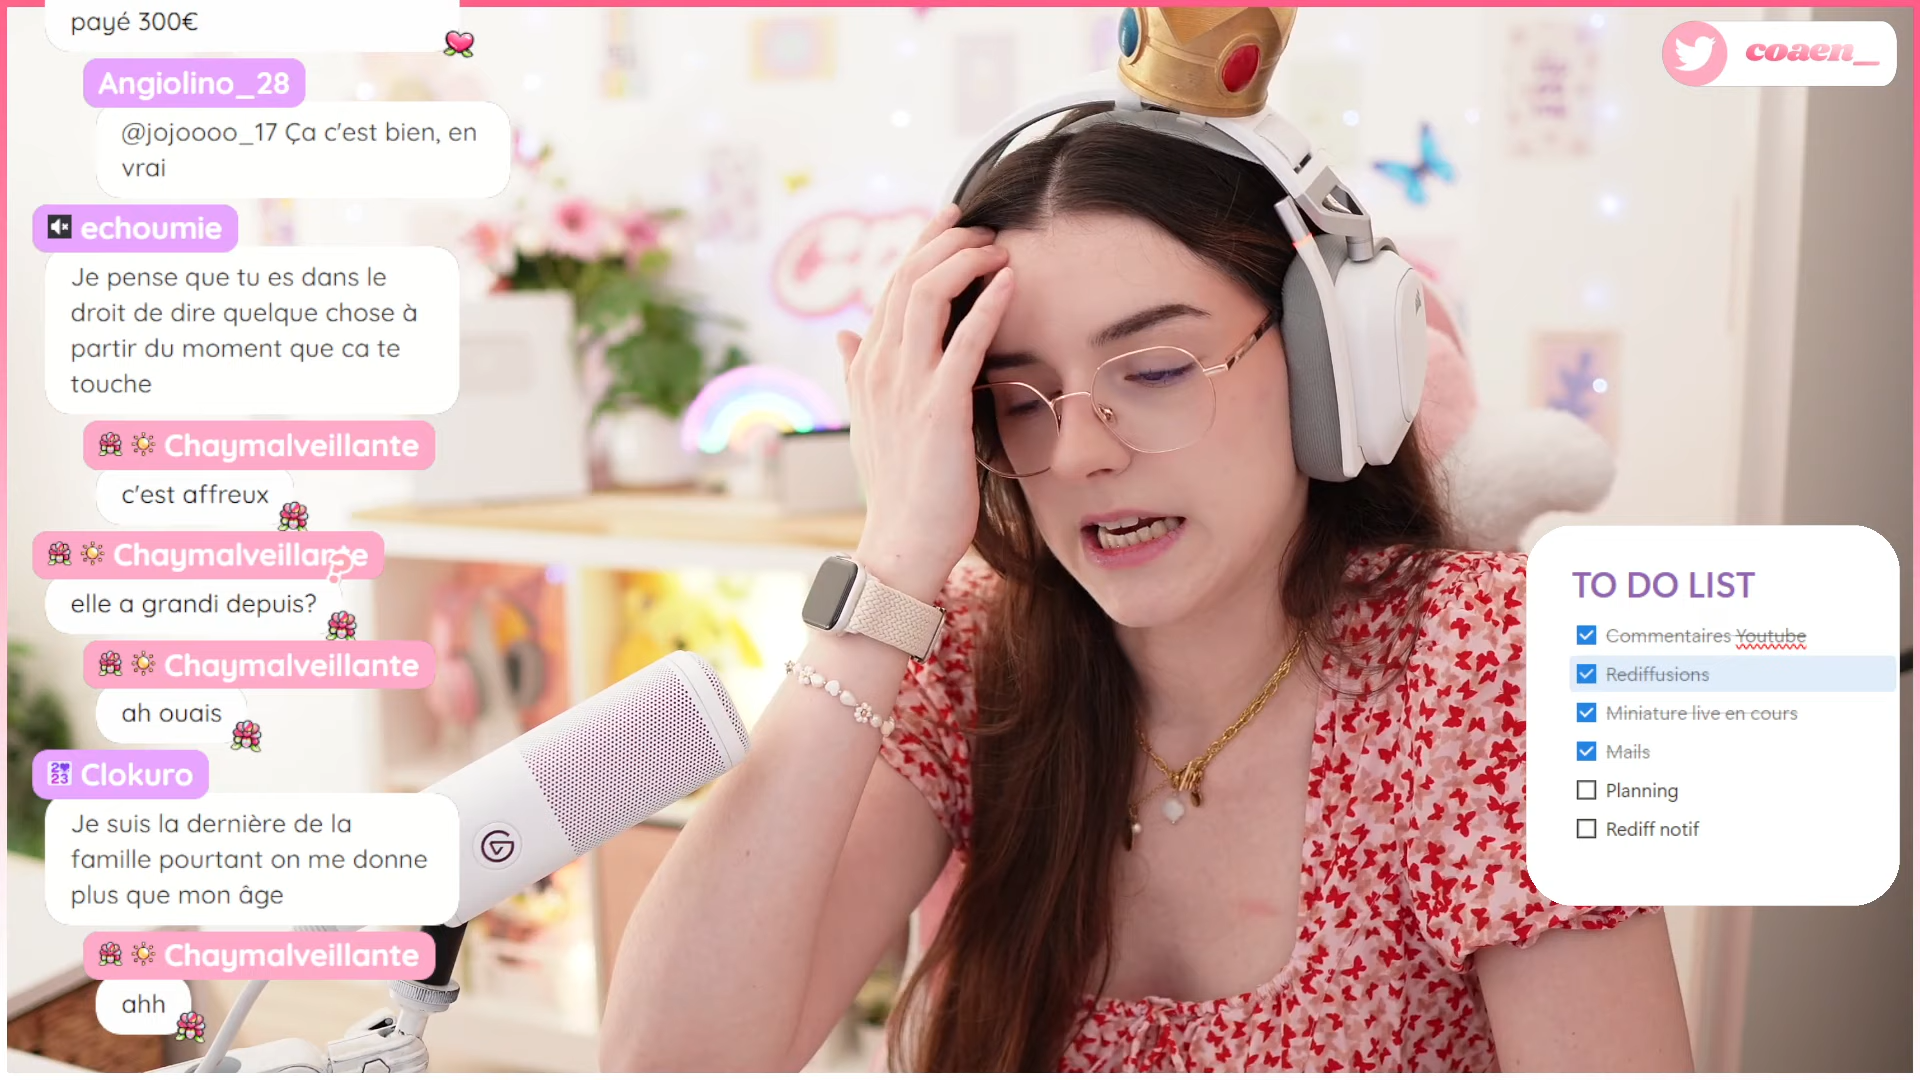 payé 300€
Angiolino_28
@jojoooo_17 Ça c'est bien, en
vrai
echoumie
Je pense que tu es dans le
droit de dire quelque chose à
partir du moment que ca te
touche
Chaymalveillante
c'est affreux
Chaymalveillante
elle a grandi depuis?
Chaymalveillante
ah ouais
2023 Clokuro
Je suis la dernière de la
famille pourtant on me donne
plus que mon âge
Chaymalveillante
ahh
coaen_
TO DO LIST
Commentaires Youtube
Rediffusions
Miniature live en cours
Mails
Planning
Rediff notif